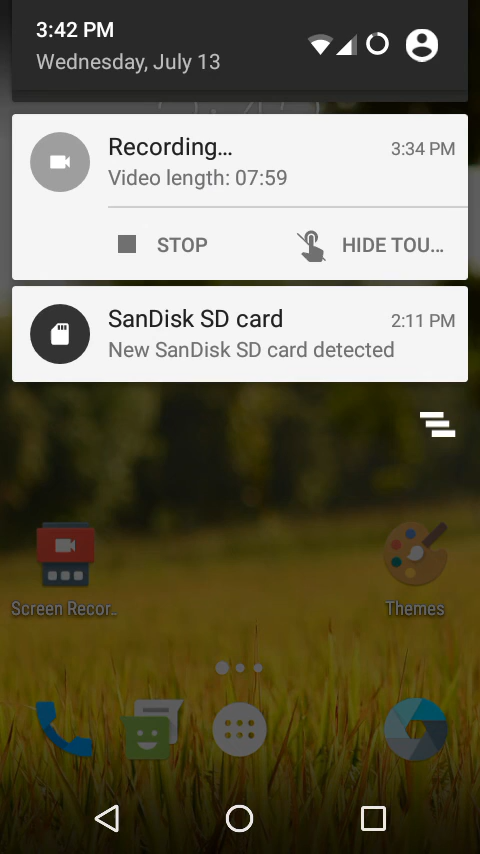 3:42 PM
Wednesday, July 13
Recording... 3:34 PM
Video length: 07:59
STOP HIDE TOU...
SanDisk SD card 2:11 PM
New SanDisk SD card detected
Screen Recor.. Themes